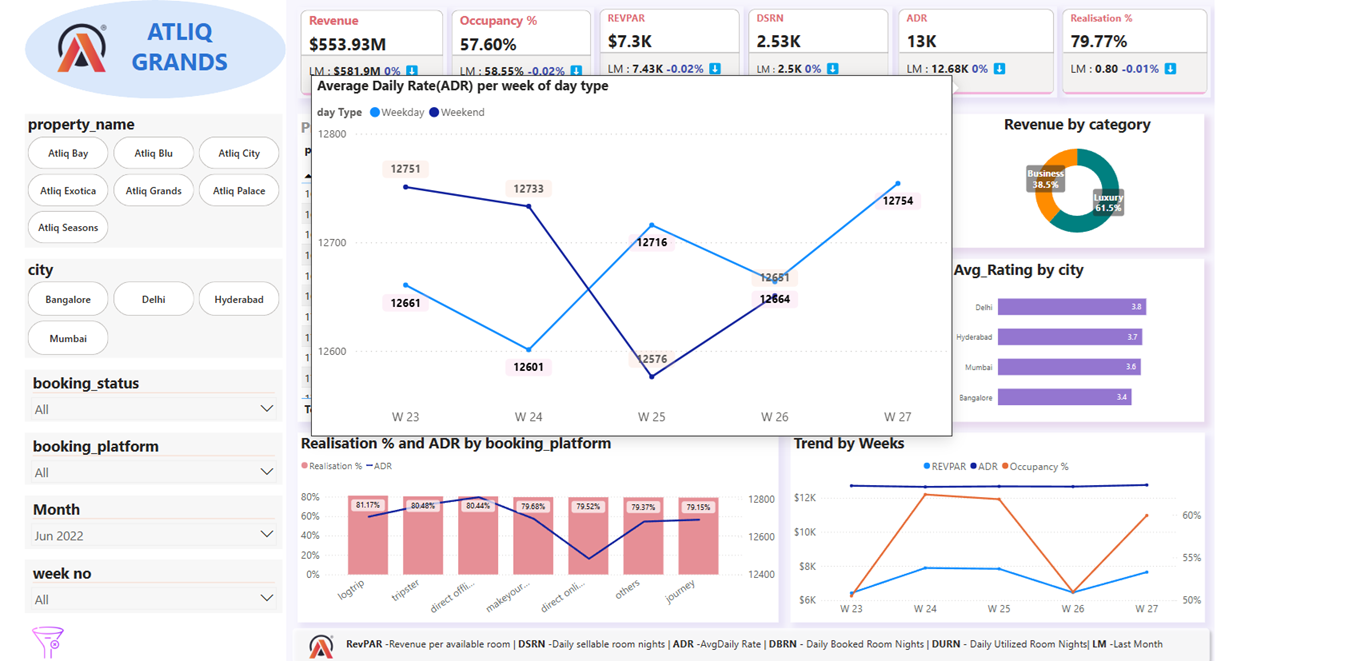 ATLIQ
GRANDS
®
Revenue
$553.93M
LM : $581.9M 0%
Occupancy %
57.60%
LM : 58.55% -0.02%
REVPAR
$7.3K
LM : 7.43K -0.02%
DSRN
2.53K
LM : 2.5K 0%
ADR
13K
LM : 12.68K 0%
Realisation %
79.77%
LM : 0.80 -0.01%
property_name
Atliq Bay
Atliq Blu
Atliq City
Atliq Exotica
Atliq Grands
Atliq Palace
Atliq Seasons
city
Bangalore
Delhi
Hyderabad
Mumbai
booking_status
All
booking_platform
All
Month
Jun 2022
week no
All
Average Daily Rate(ADR) per week of day type
day Type Weekday Weekend
12800
12700
12600
12751
12733
12661
12601
12716
12576
12664
12754
W 23 W 24 W 25 W 26 W 27
Revenue by category
Business
38.5%
Luxury
61.5%
Avg_Rating by city
Delhi 3.8
Hyderabad 3.7
Mumbai 3.6
Bangalore 3.4
Realisation % and ADR by booking_platform
Realisation % ADR
80%
60%
40%
20%
0%
81.17% 80.48% 80.44% 79.68% 79.52% 79.37% 79.15%
12800
12600
12400
logtrip tripster direct offli... makeyour... direct onli... others journey
Trend by Weeks
REVPAR ADR Occupancy %
$12K
$10K
$8K
$6K
60%
55%
50%
W 23 W 24 W 25 W 26 W 27
RevPAR -Revenue per available room | DSRN -Daily sellable room nights | ADR -AvgDaily Rate | DBRN - Daily Booked Room Nights | DURN - Daily Utilized Room Nights| LM -Last Month